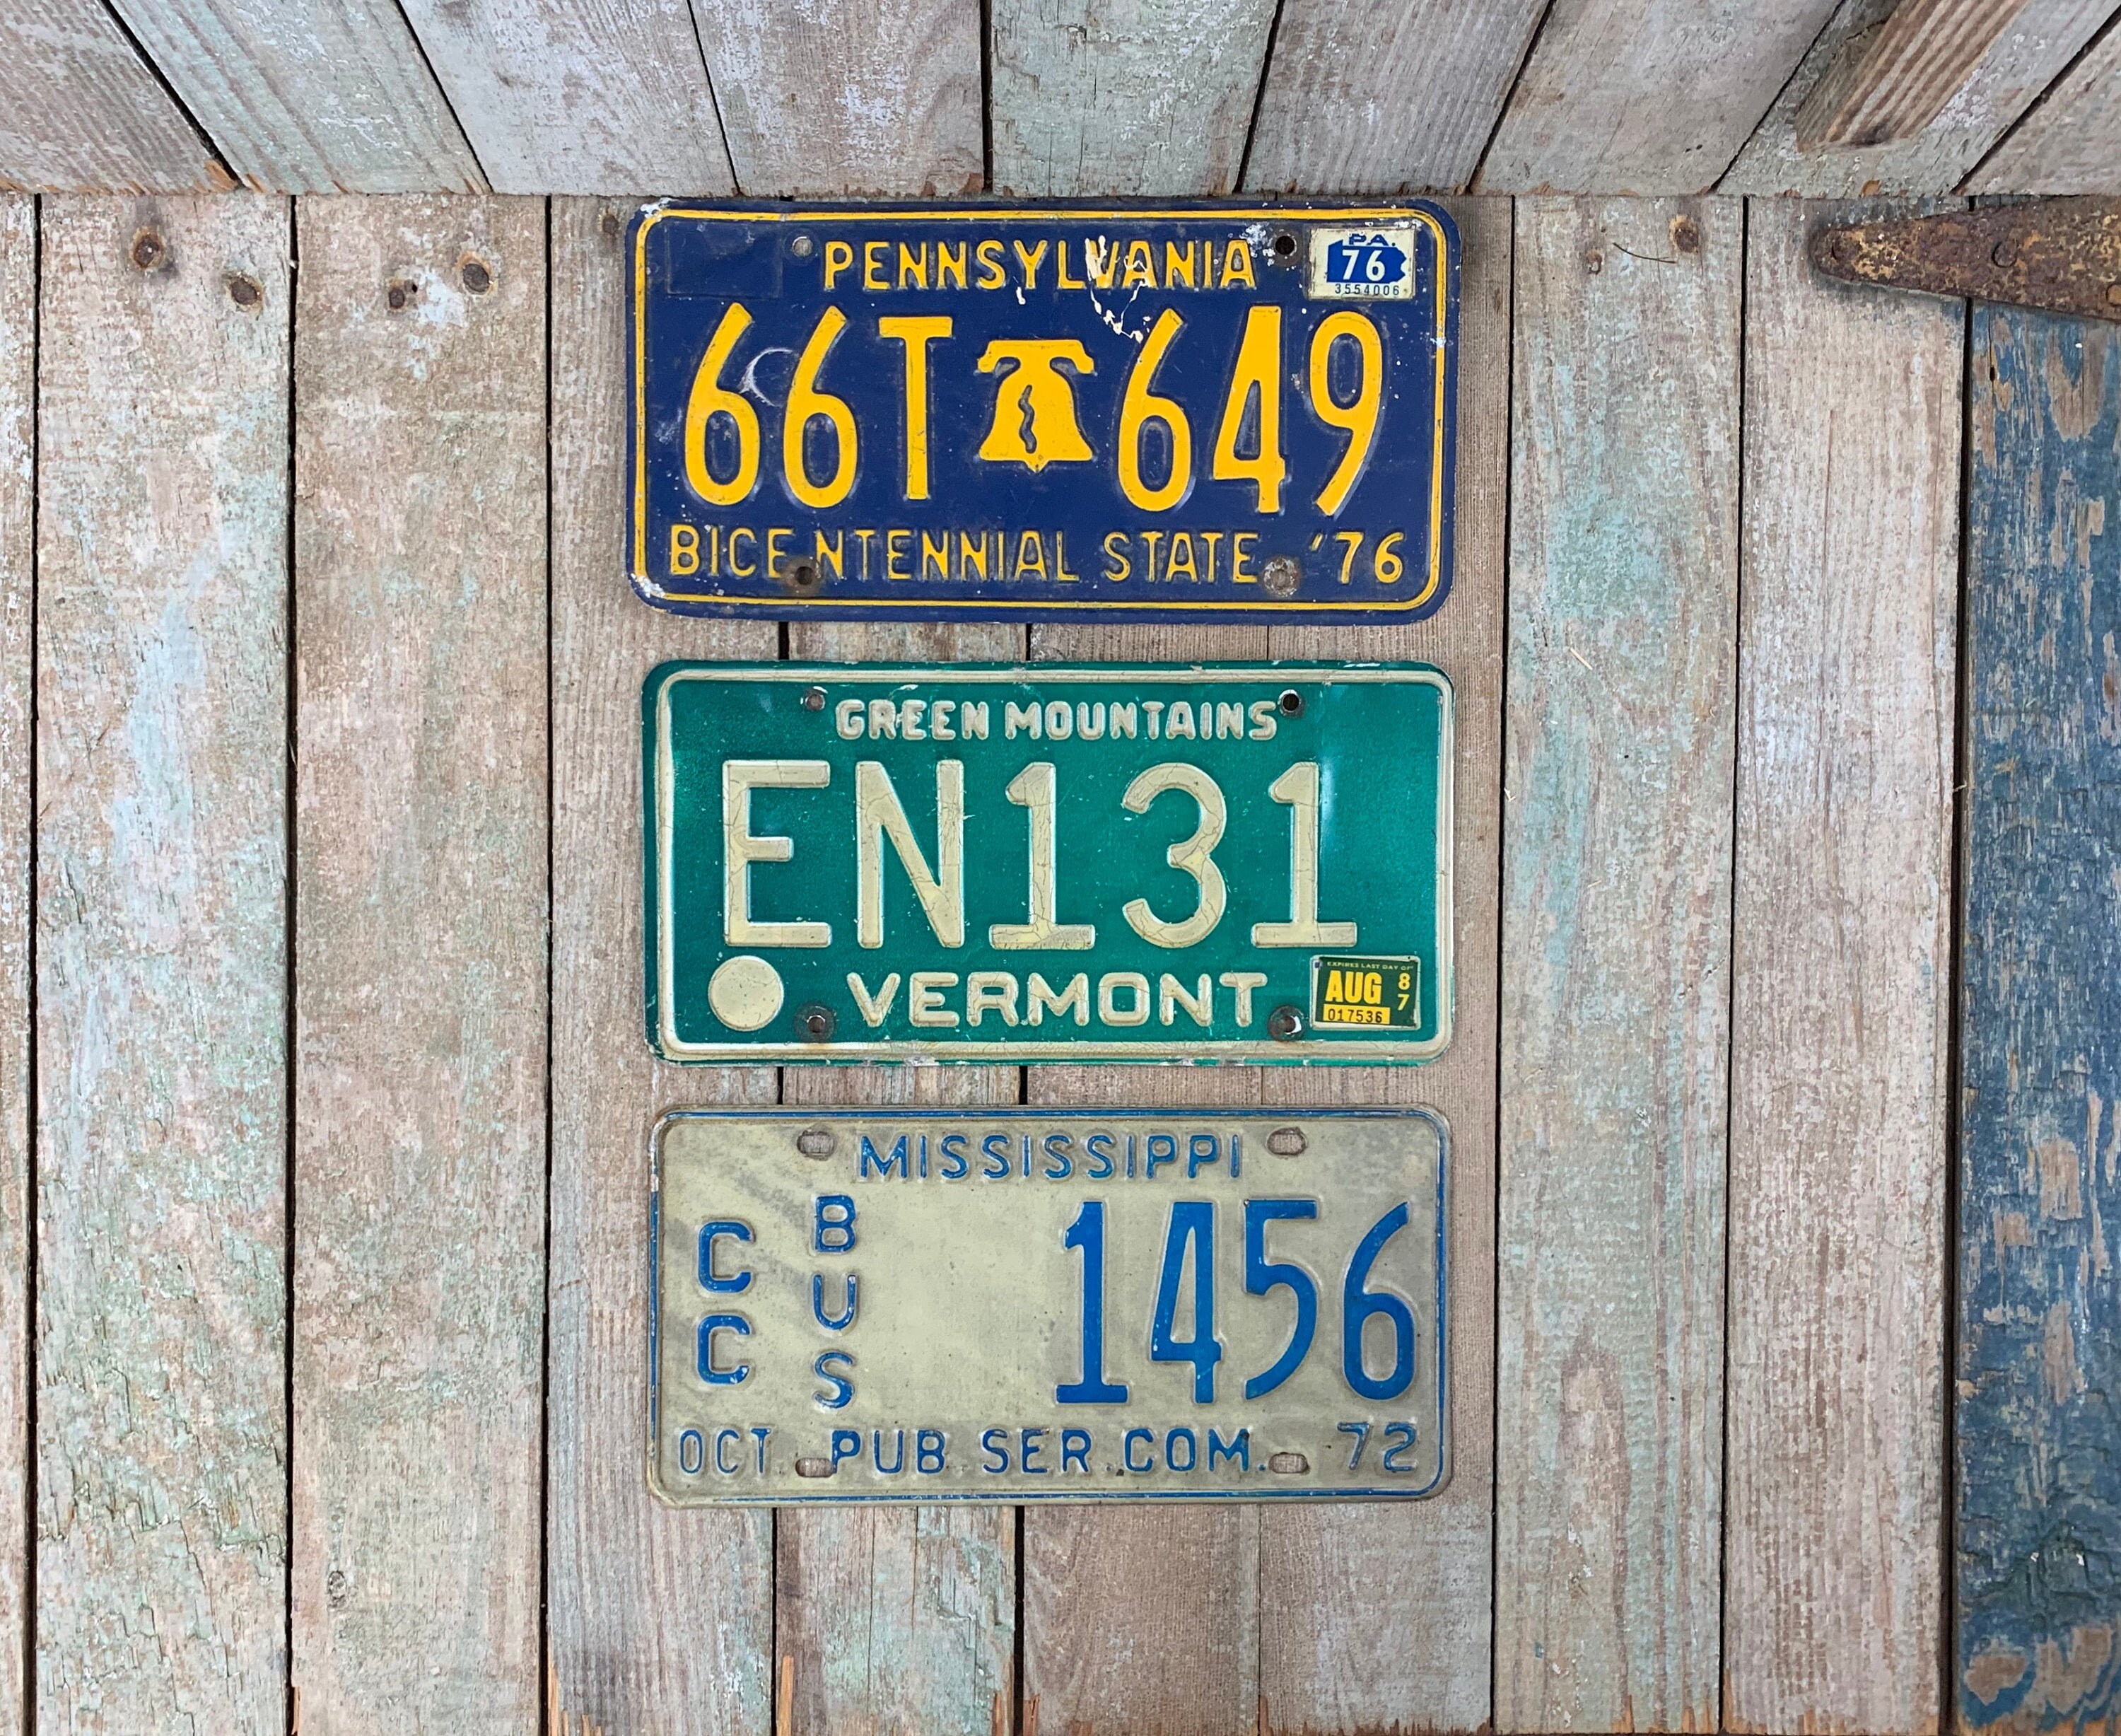 PENNSYLVANIA
PA.
76
3554006
66T 649
BICENTENNIAL STATE '76
GREEN MOUNTAINS
EN131
VERMONT
EXPIRES LAST DAY OF
AUG 87
017536
MISSISSIPPI
CC BUS 1456
OCT. PUB. SER. COM. 72